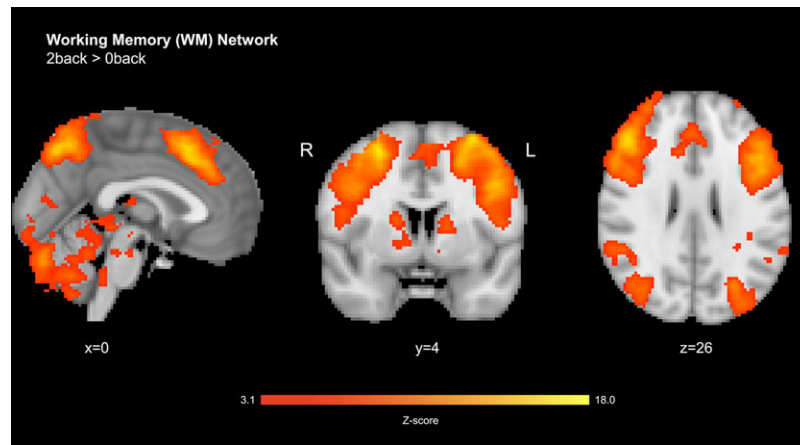 Working Memory (WM) Network
2back > 0back
R
L
x=0
y=4
z=26
3.1
18.0
Z-score